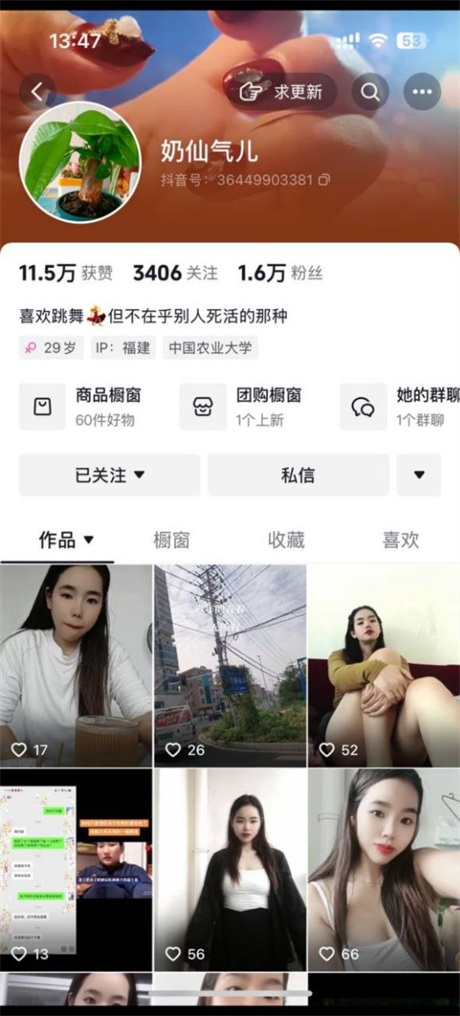 13:47
53
求更新
奶仙气儿
抖音号：36449903381
11.5万 获赞 3406 关注 1.6万 粉丝
喜欢跳舞💃但不在乎别人死活的那种
29岁 IP：福建 中国农业大学
商品橱窗 团购橱窗 她的群聊
60件好物 1个上新 1个群聊
已关注 私信
作品 橱窗 收藏 喜欢
17 26 52
13 56 66